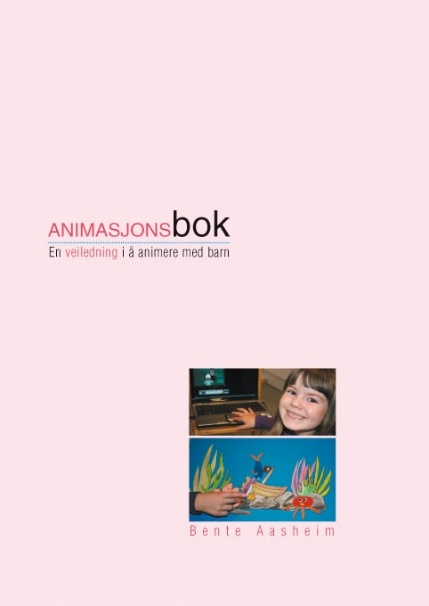 ANIMASJONSbok
En veiledning i å animere med barn
Bente Aasheim